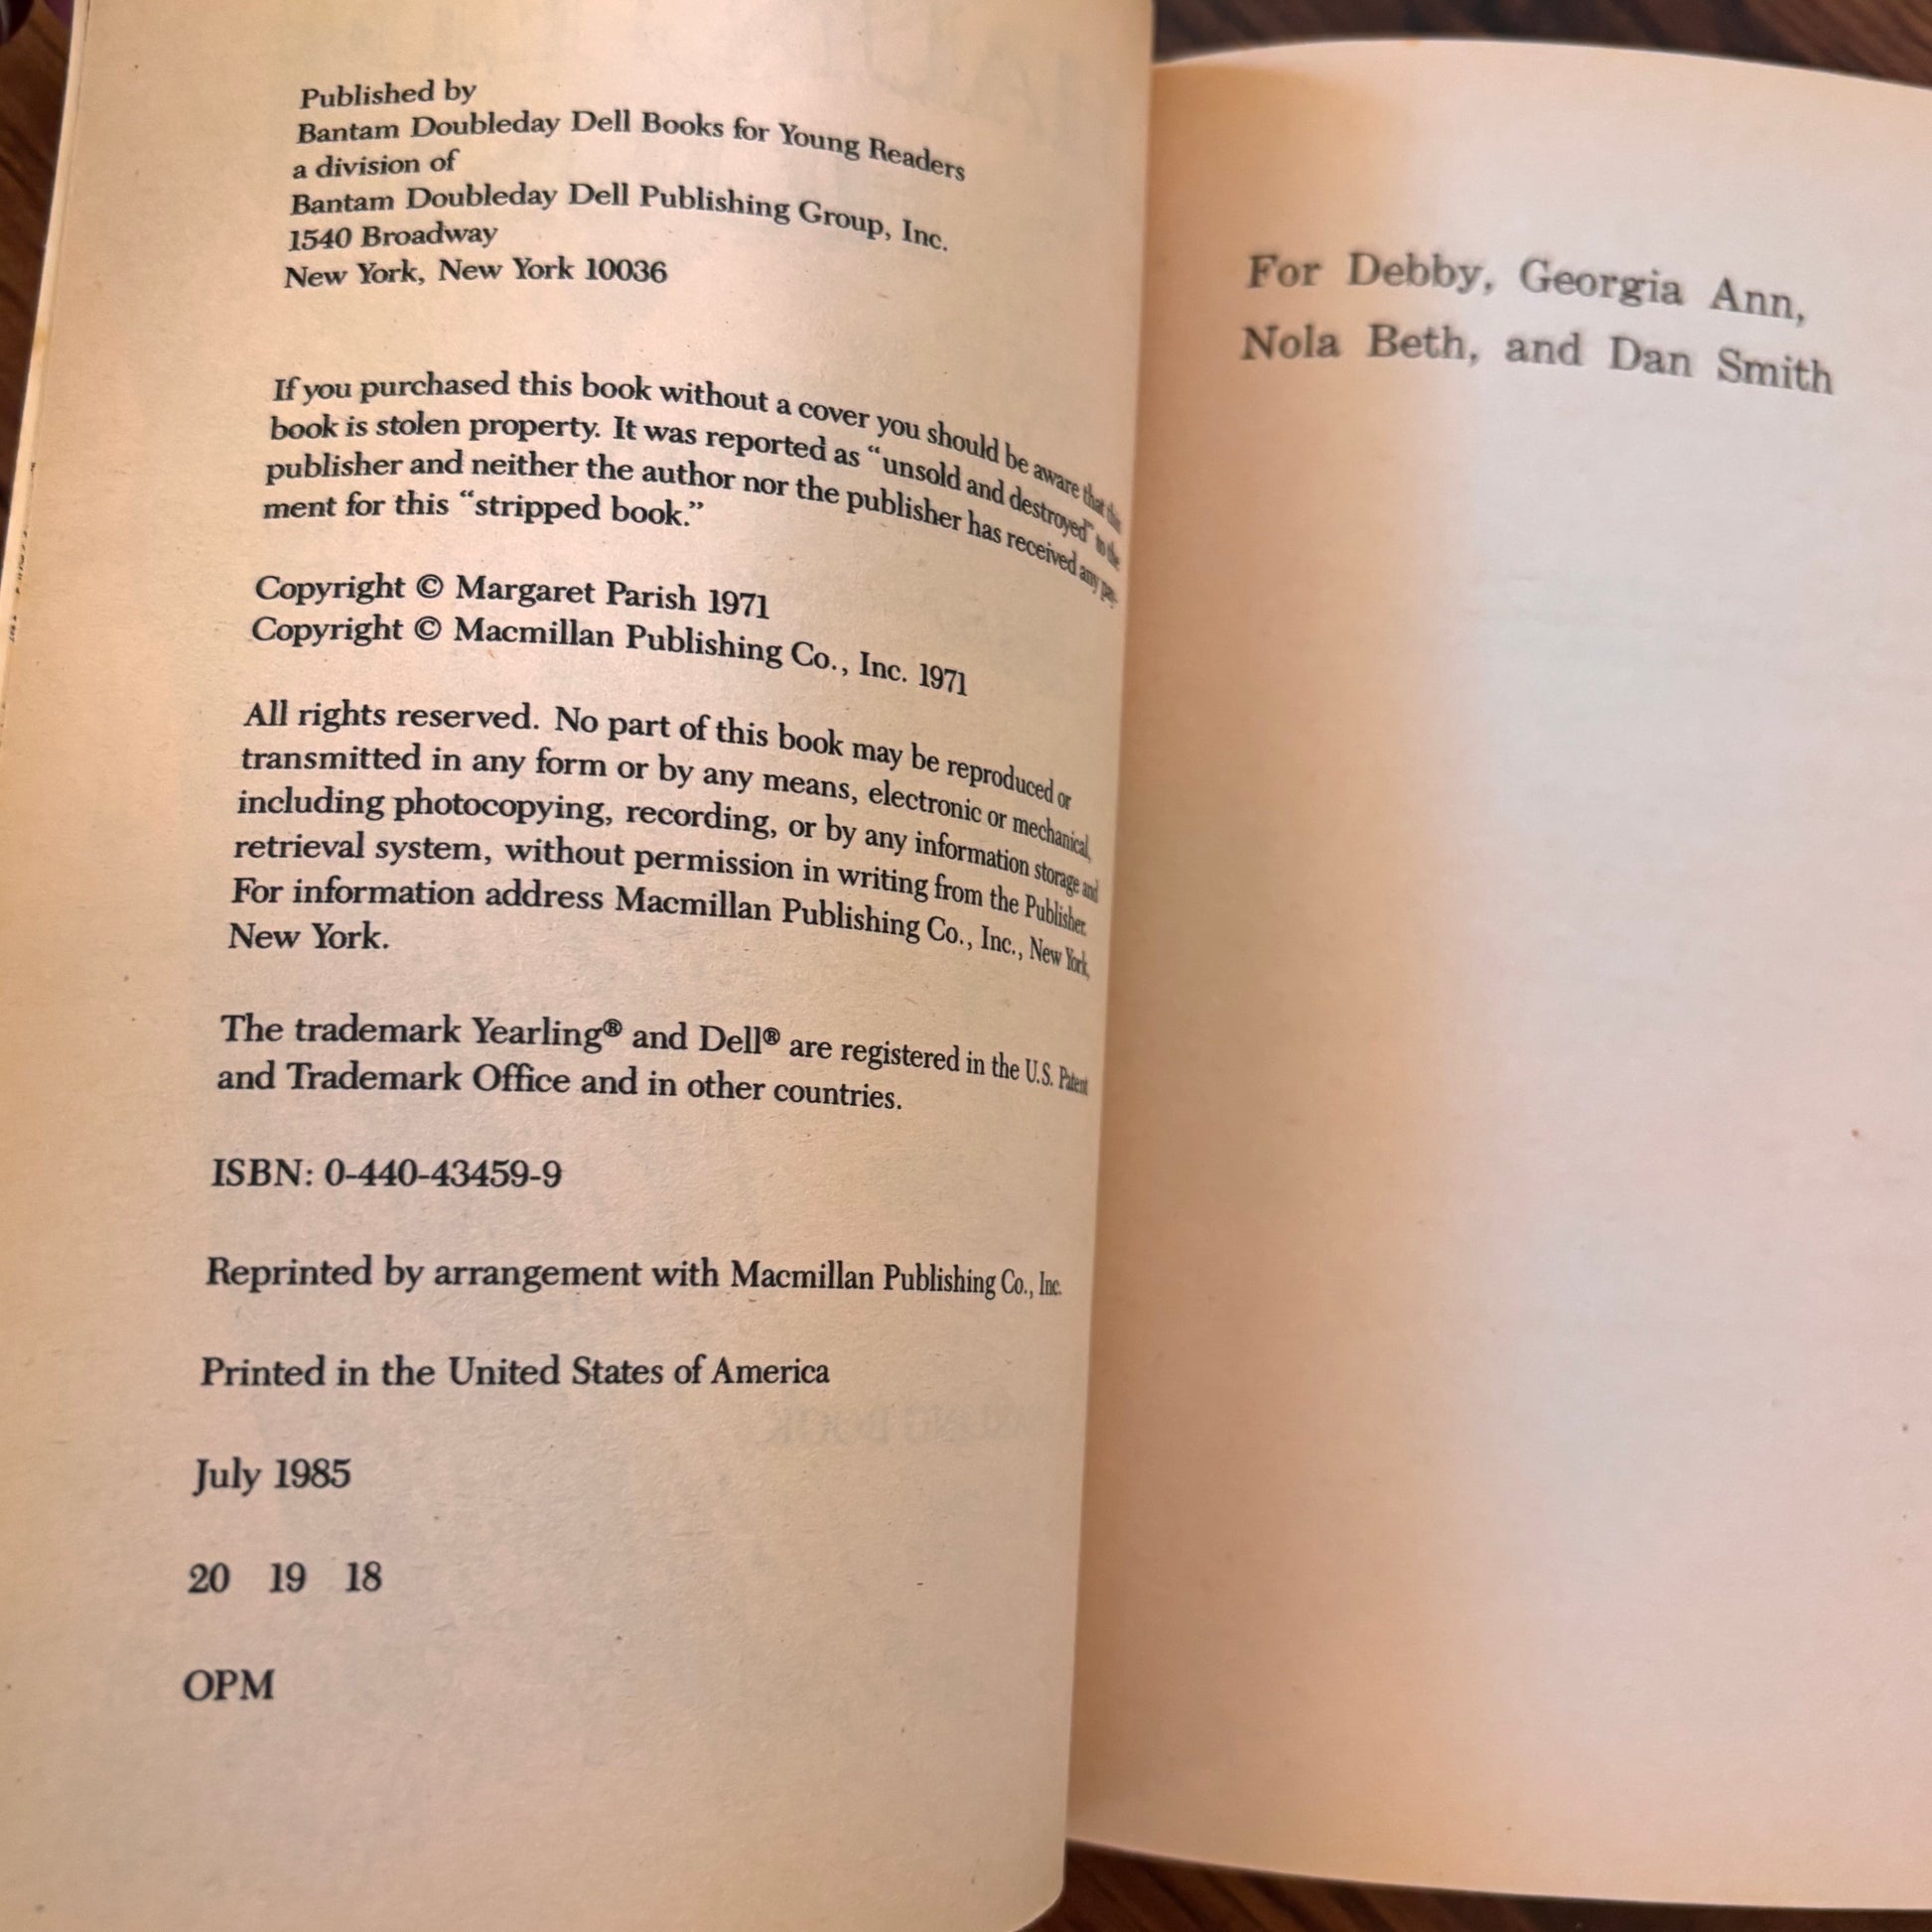 Published by
Bantam Doubleday Dell Books for Young Readers
a division of
Bantam Doubleday Dell Publishing Group, Inc.
1540 Broadway
New York, New York 10036
If you purchased this book without a cover you should be aware that this
book is stolen property. It was reported as “unsold and destroyed” to the
publisher and neither the author nor the publisher has received any pay-
ment for this “stripped book.”
Copyright © Margaret Parish 1971
Copyright © Macmillan Publishing Co., Inc. 1971
All rights reserved. No part of this book may be reproduced or
transmitted in any form or by any means, electronic or mechanical,
including photocopying, recording, or by any information storage and
retrieval system, without permission in writing from the Publisher.
For information address Macmillan Publishing Co., Inc., New York,
New York.
The trademark Yearling® and Dell® are registered in the U.S. Patent
and Trademark Office and in other countries.
ISBN: 0-440-43459-9
Reprinted by arrangement with Macmillan Publishing Co., Inc.
Printed in the United States of America
July 1985
20 19 18
OPM
For Debby, Georgia Ann,
Nola Beth, and Dan Smith